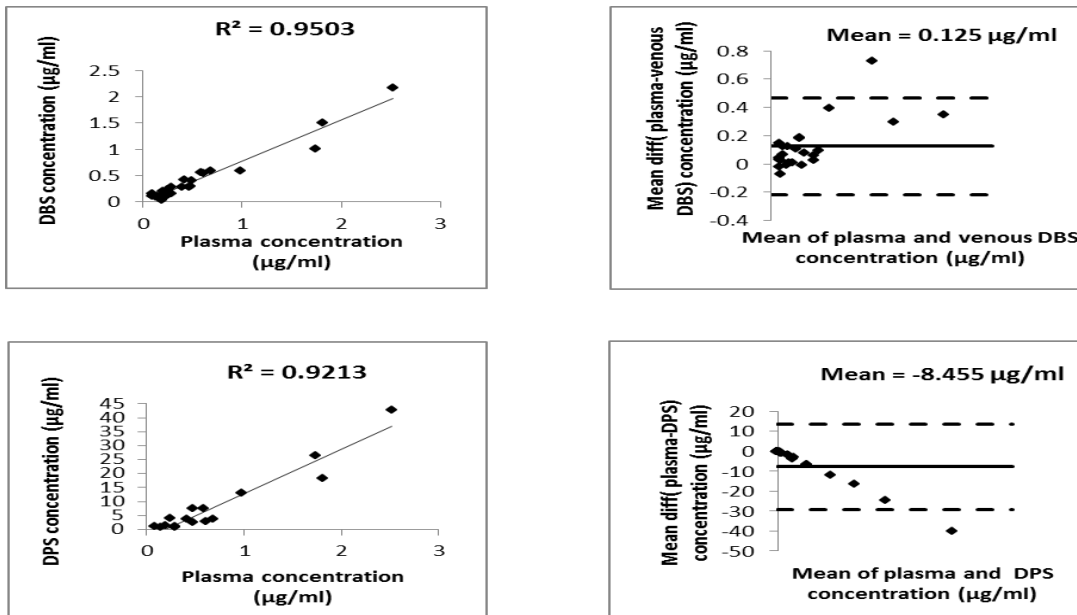 R² = 0.9503
DBS concentration (µg/ml)
2.5
2
1.5
1
0.5
0
0 1 2 3
Plasma concentration
(µg/ml)
Mean = 0.125 µg/ml
Mean diff( plasma-venous
DBS) concentration (µg/ml)
0.8
0.6
0.4
0.2
0
-0.2
-0.4
Mean of plasma and venous DBS
concentration (µg/ml)
R² = 0.9213
DPS concentration (µg/ml)
45
40
35
30
25
20
15
10
5
0
0 1 2 3
Plasma concentration
(µg/ml)
Mean = -8.455 µg/ml
Mean diff( plasma-DPS)
concentration (µg/ml)
20
10
0
-10
-20
-30
-40
-50
Mean of plasma and DPS
concentration (µg/ml)